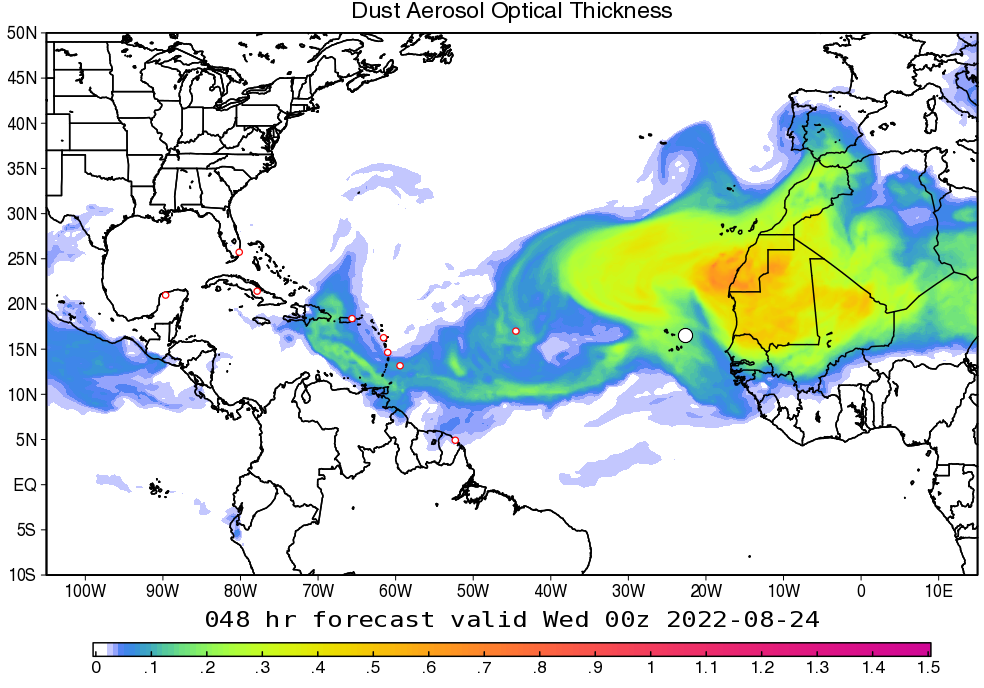 Dust Aerosol Optical Thickness
50N
45N
40N
35N
30N
25N
20N
15N
10N
5N
EQ
5S
10S
100W 90W 80W 70W 60W 50W 40W 30W 20W 10W 0 10E
048 hr forecast valid Wed 00z 2022-08-24
0 .1 .2 .3 .4 .5 .6 .7 .8 .9 1 1.1 1.2 1.3 1.4 1.5